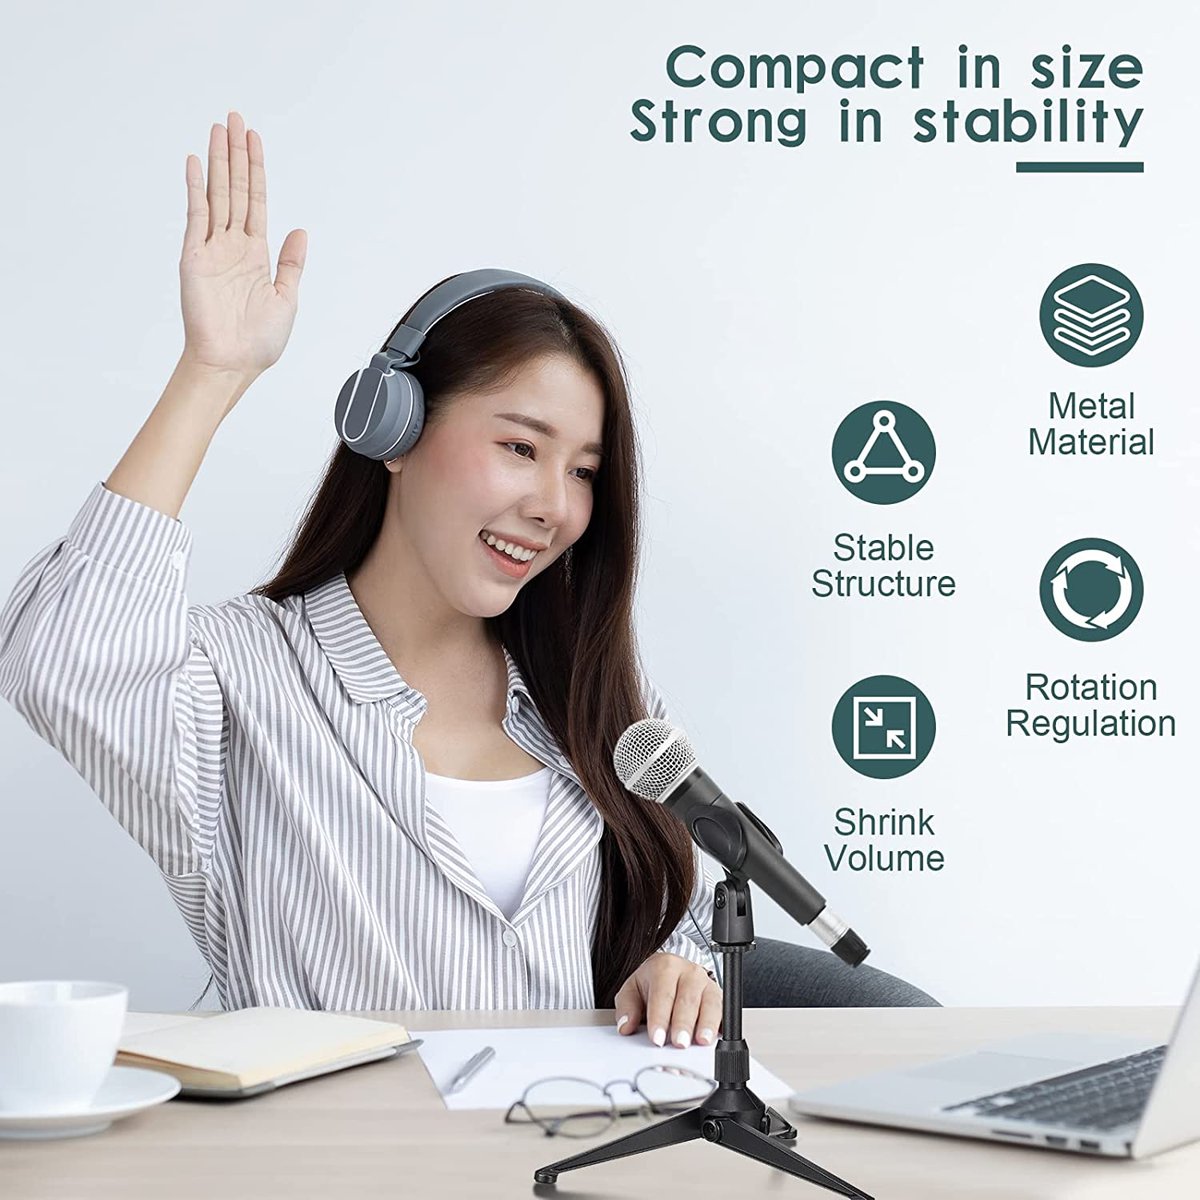 Compact in size
Strong in stability
Metal
Material
Stable
Structure
Rotation
Regulation
Shrink
Volume